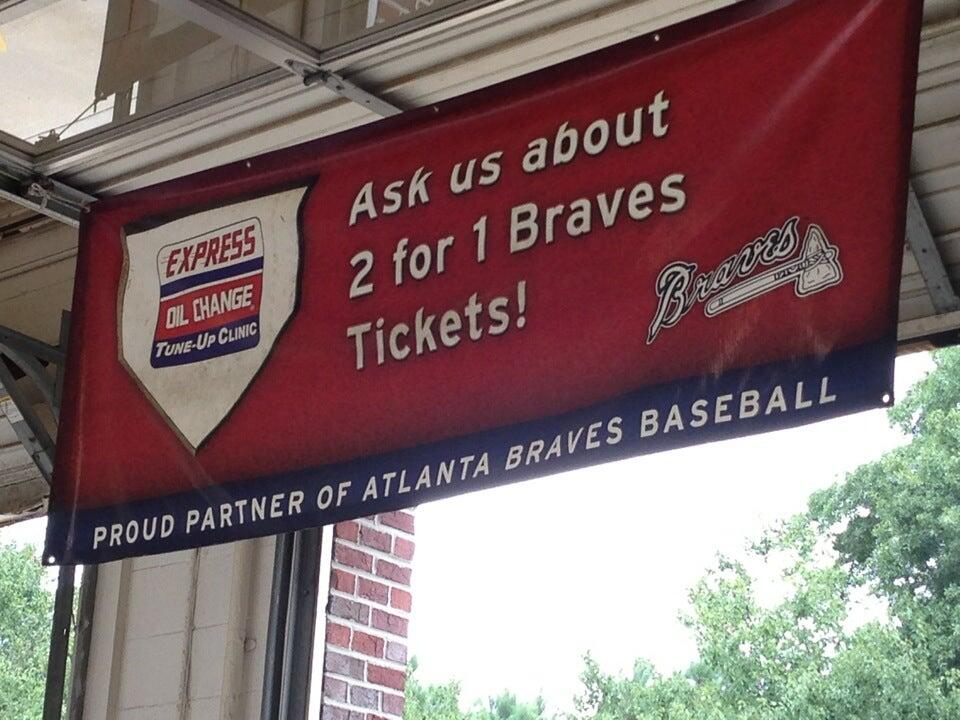 EXPRESS
OIL CHANGE
TUNE-UP CLINIC
Ask us about
2 for 1 Braves
Tickets!
Braves
PROUD PARTNER OF ATLANTA BRAVES BASEBALL